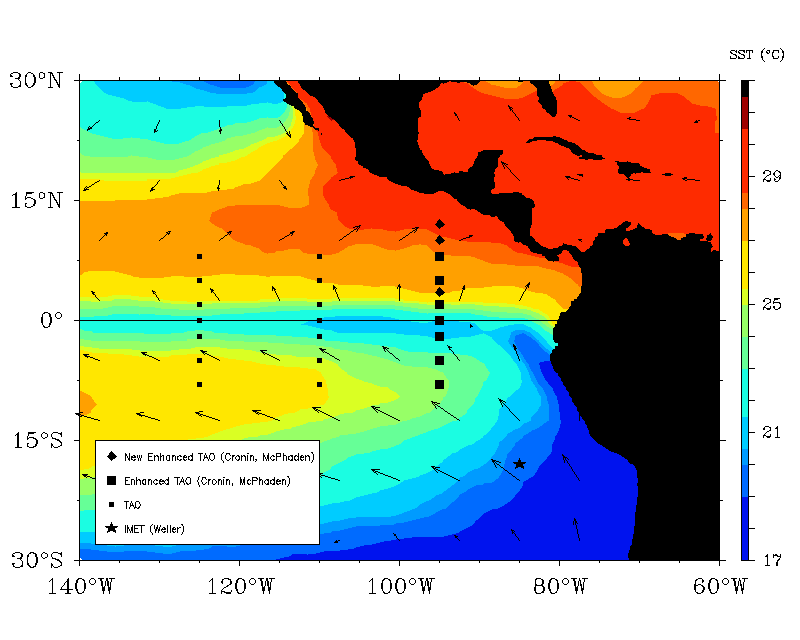 SST (°C)
30°N
15°N
0°
15°S
30°S
140°W
120°W
100°W
80°W
60°W
29
25
21
17
New Enhanced TAO (Cronin, McPhaden)
Enhanced TAO (Cronin, McPhaden)
TAO
IMET (Weller)